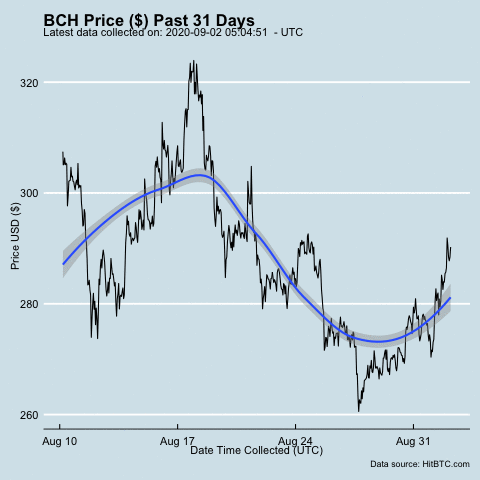 BCH Price ($) Past 31 Days
Latest data collected on: 2020-09-02 05:04:51 - UTC
Price USD ($)
320
300
280
260
Aug 10 Aug 17 Aug 24 Aug 31
Date Time Collected (UTC)
Data source: HitBTC.com